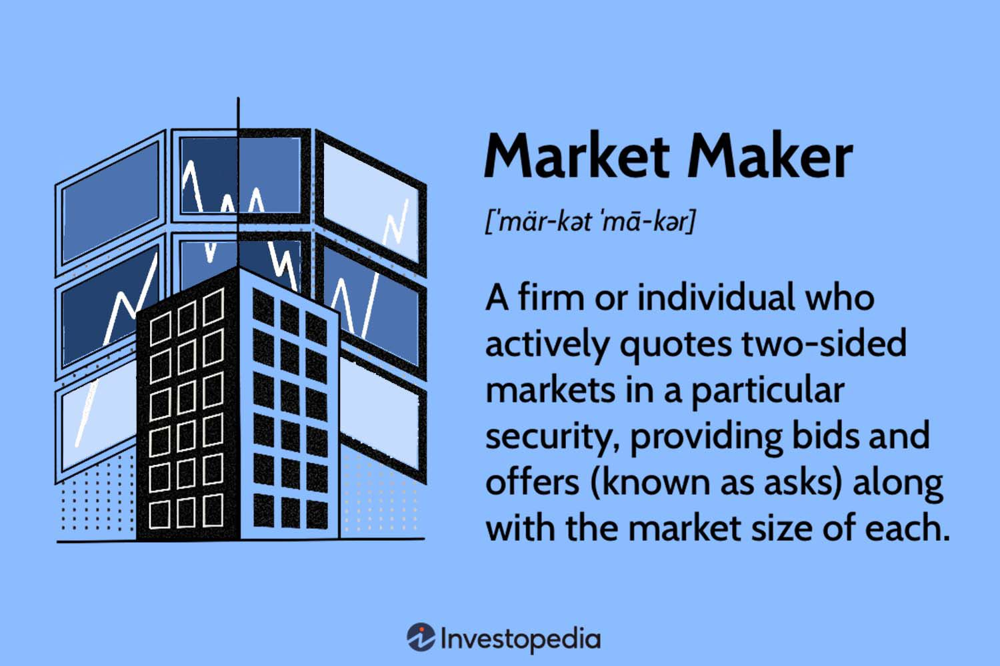 Market Maker
[ˈmär-kət ˈmā-kər]
A firm or individual who
actively quotes two-sided
markets in a particular
security, providing bids and
offers (known as asks) along
with the market size of each.
Investopedia